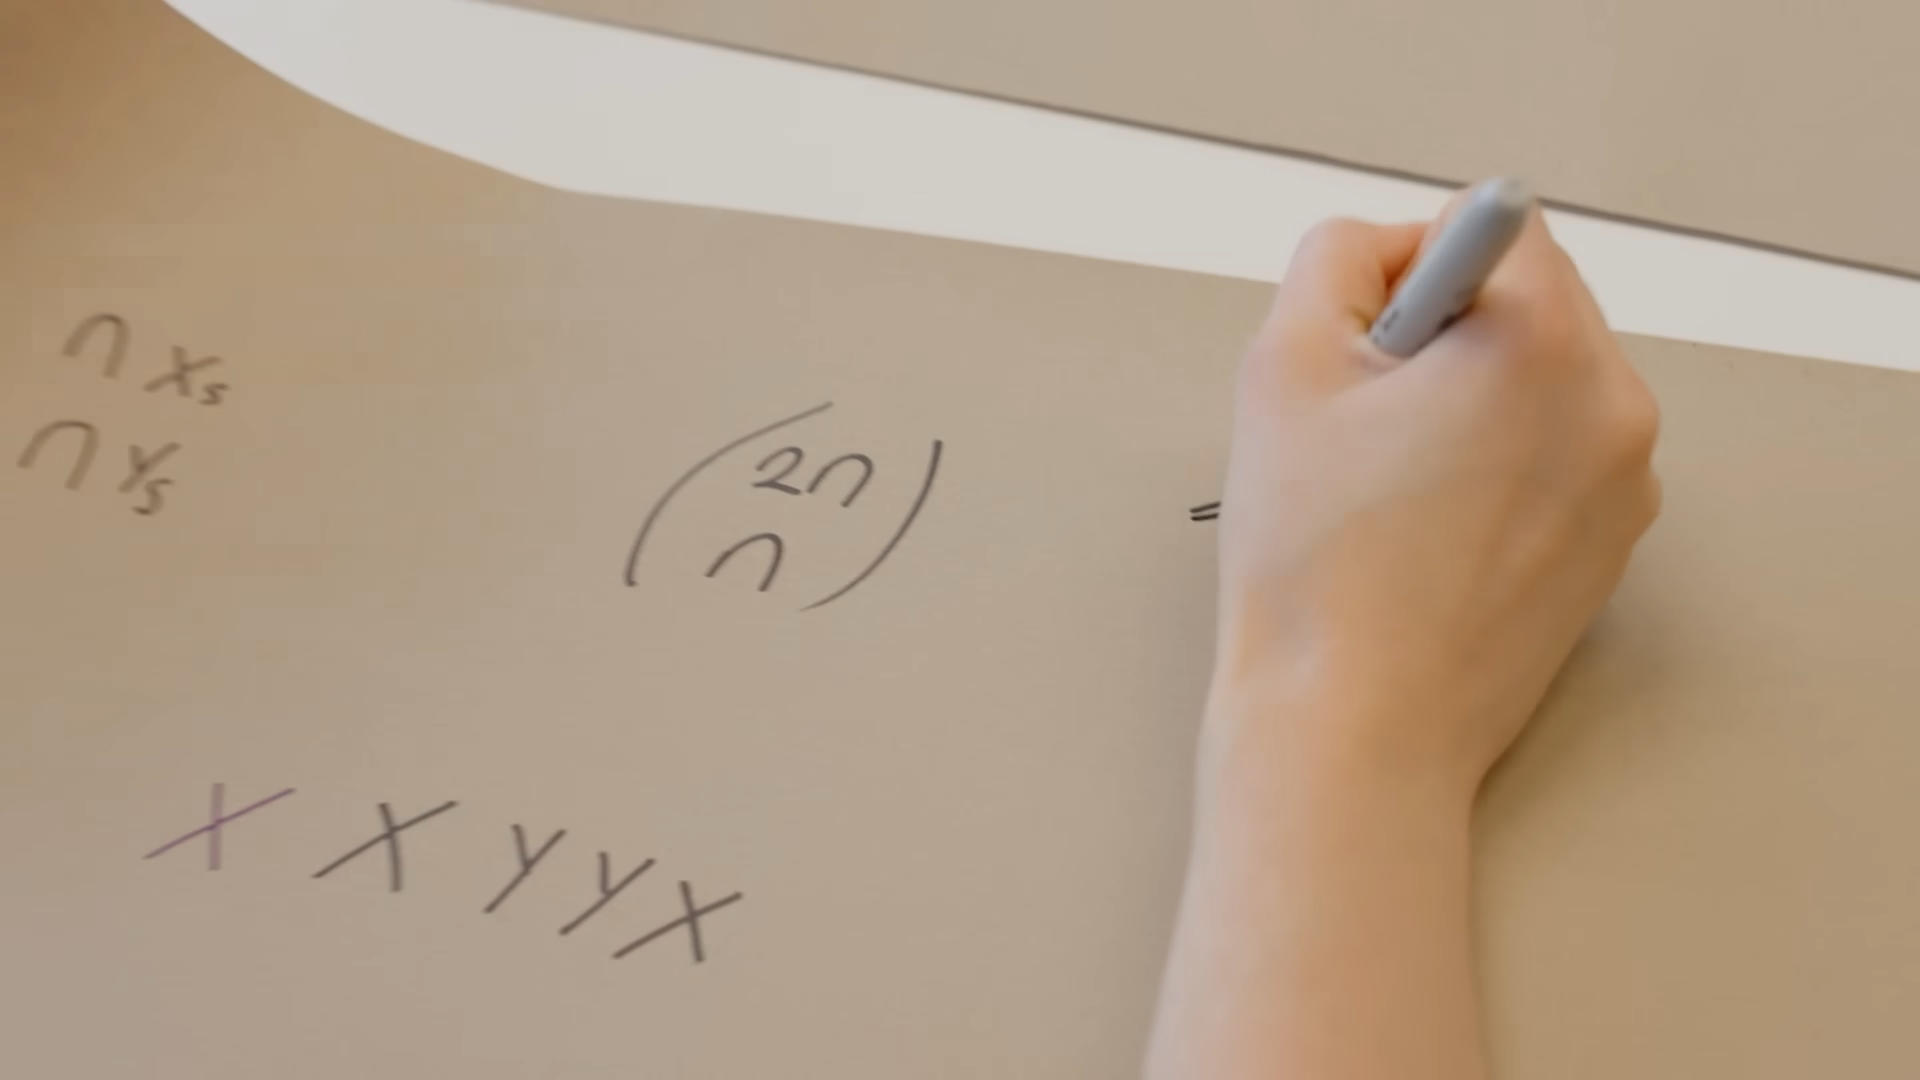 n Xs
n Ys
(2n
n) =
X X Y Y X